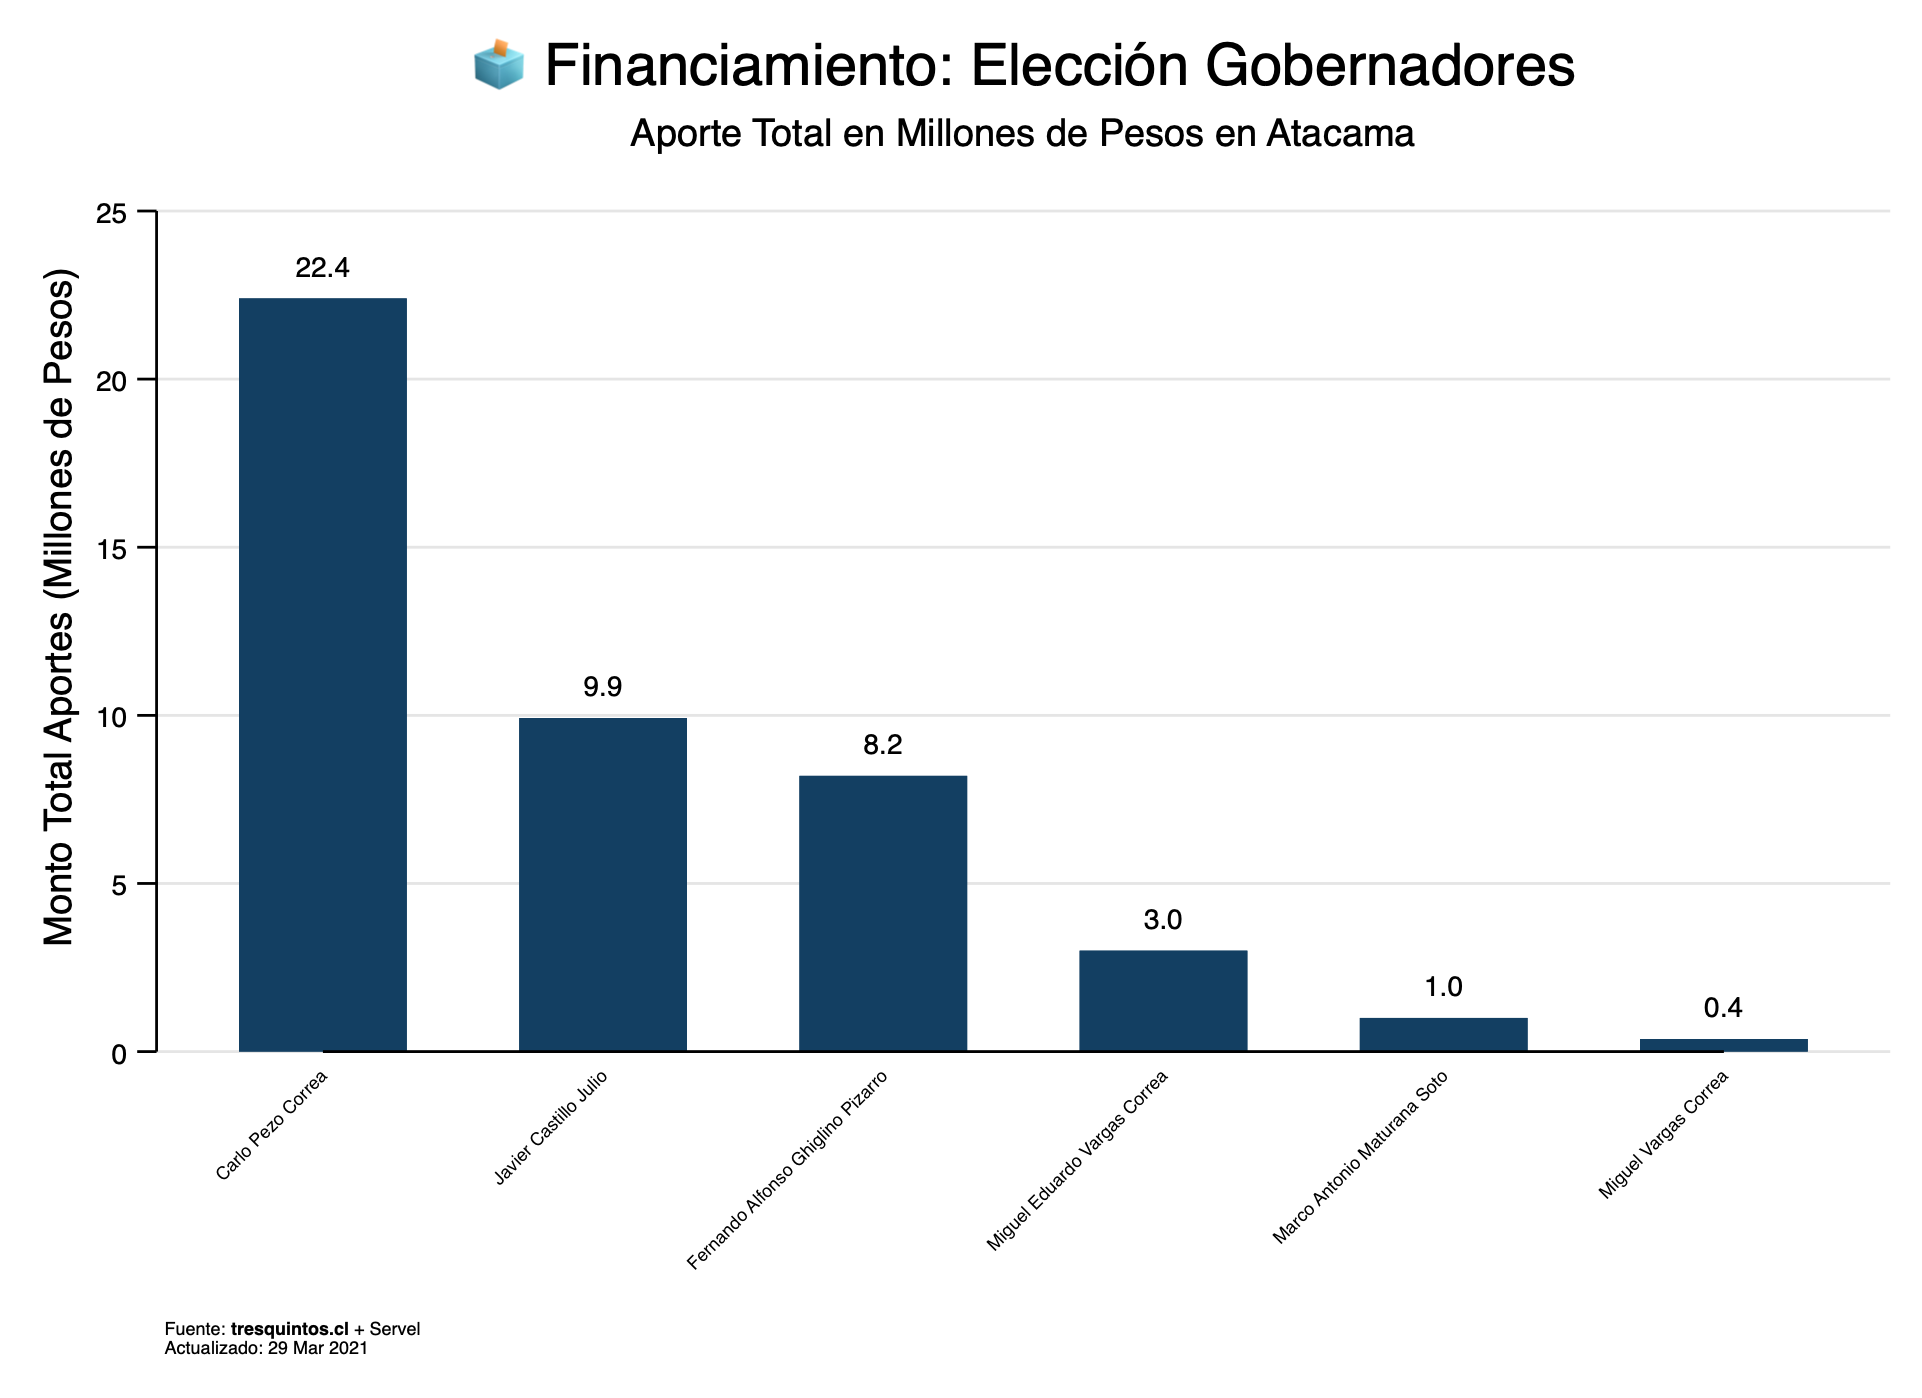 Financiamiento: Elección Gobernadores
Aporte Total en Millones de Pesos en Atacama
Monto Total Aportes (Millones de Pesos)
25
20
15
10
5
0
22.4
9.9
8.2
3.0
1.0
0.4
Carlo Pezo Correa
Javier Castillo Julio
Fernando Alfonso Ghiglino Pizarro
Miguel Eduardo Vargas Correa
Marco Antonio Maturana Soto
Miguel Vargas Correa
Fuente: tresquintos.cl + Servel
Actualizado: 29 Mar 2021